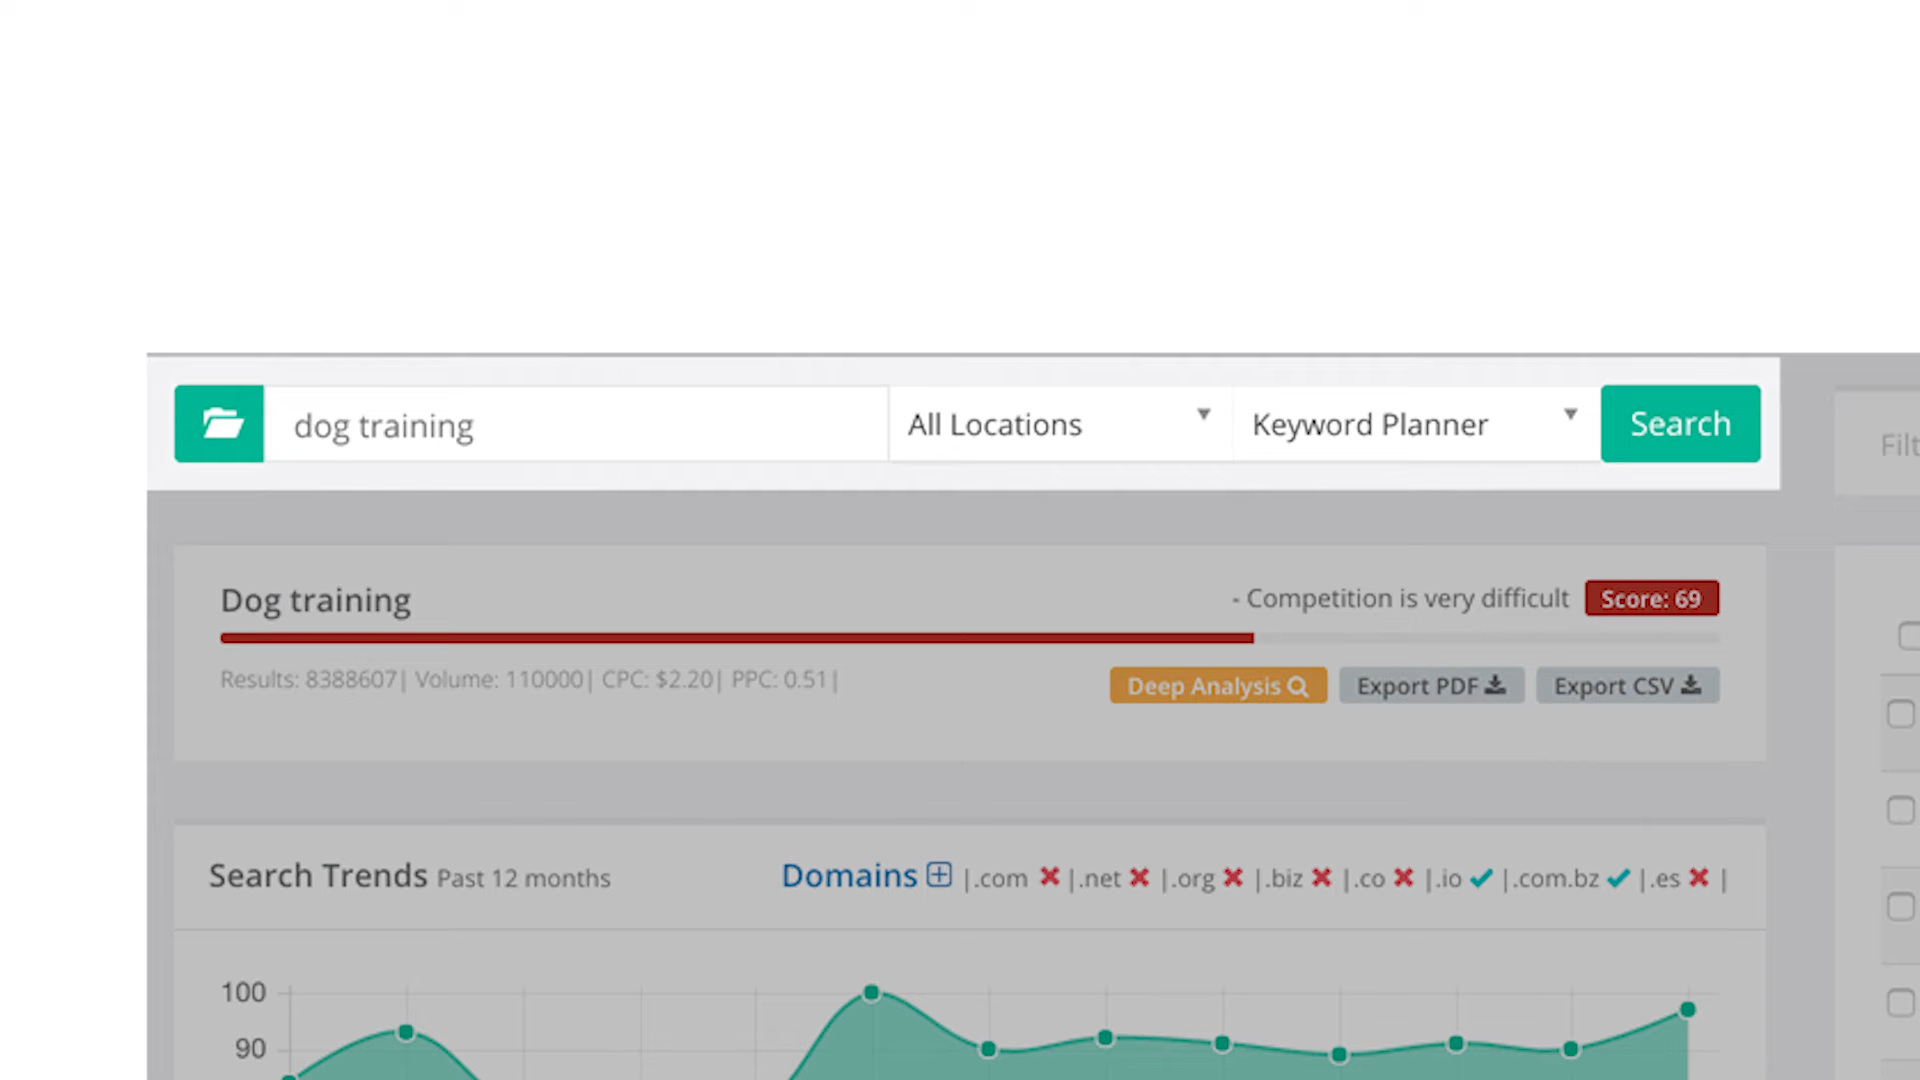 dog training All Locations Keyword Planner Search
Dog training - Competition is very difficult Score: 69
Results: 8388607| Volume: 110000| CPC: $2.20| PPC: 0.51| Deep Analysis Export PDF Export CSV
Search Trends Past 12 months Domains |.com |.net |.org |.biz |.co |.io |.com.bz |.es |
100
90